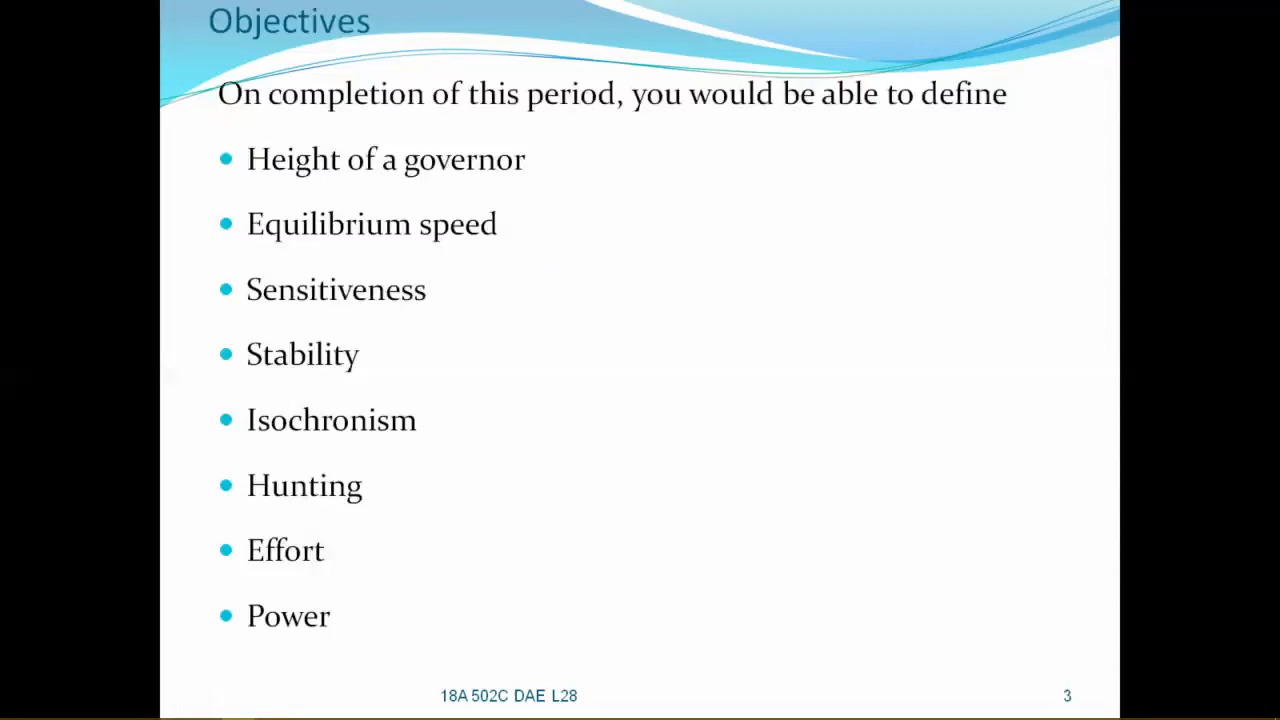 Objectives
On completion of this period, you would be able to define
• Height of a governor
• Equilibrium speed
• Sensitiveness
• Stability
• Isochronism
• Hunting
• Effort
• Power
18A 502C DAE L28
3